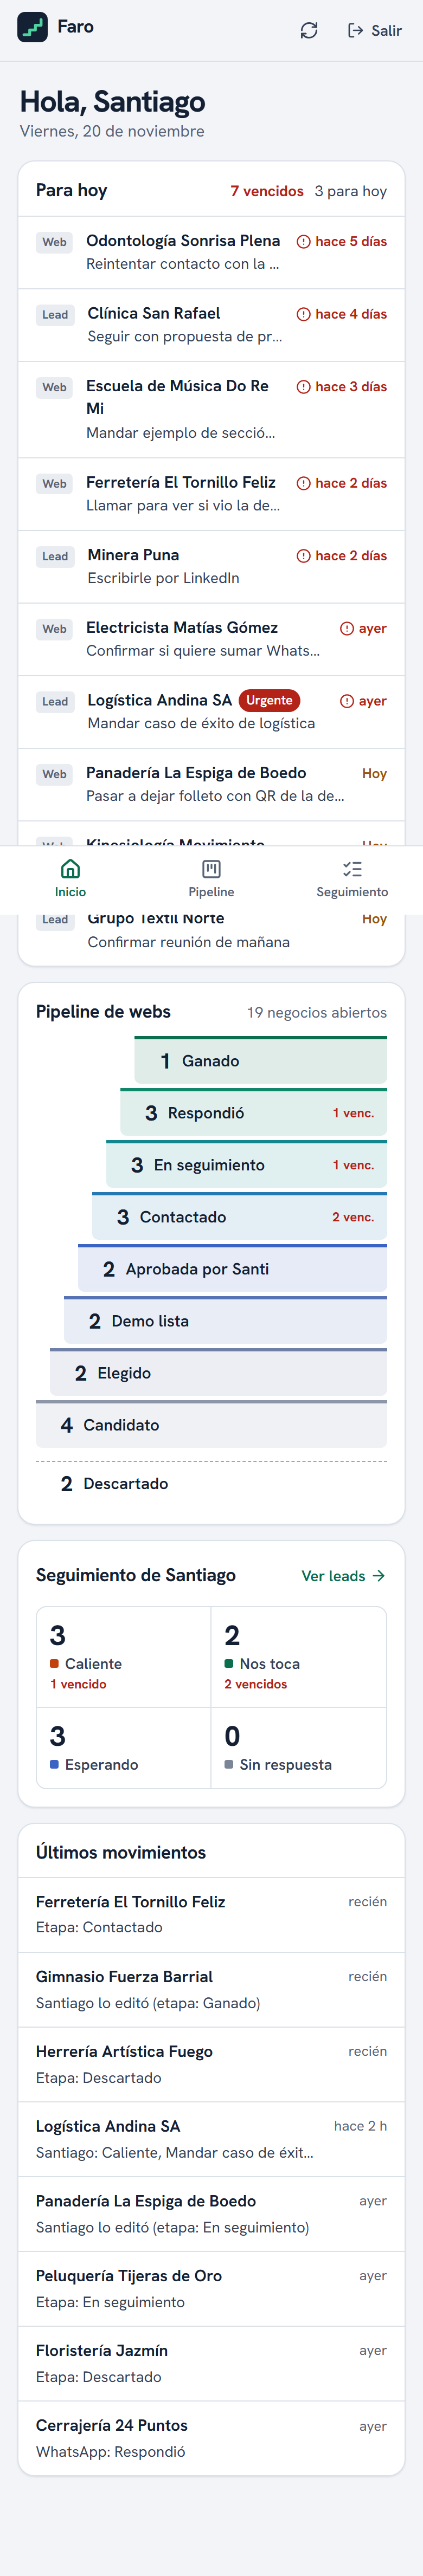 Faro
Salir
Hola, Santiago
Viernes, 20 de noviembre
Para hoy
7 vencidos 3 para hoy
Web
Odontología Sonrisa Plena
hace 5 días
Reintentar contacto con la ...
Lead
Clínica San Rafael
hace 4 días
Seguir con propuesta de pr...
Web
Escuela de Música Do Re
Mi
hace 3 días
Mandar ejemplo de secció...
Web
Ferretería El Tornillo Feliz
hace 2 días
Llamar para ver si vio la de...
Lead
Minera Puna
hace 2 días
Escribirle por LinkedIn
Web
Electricista Matías Gómez
ayer
Confirmar si quiere sumar Whats...
Lead
Logística Andina SA
Urgente
ayer
Mandar caso de éxito de logística
Web
Panadería La Espiga de Boedo
Hoy
Pasar a dejar folleto con QR de la de...
Web
Kinesiología Movimiento
Hoy
Inicio
Pipeline
Seguimiento
Lead
Grupo Textil Norte
Hoy
Confirmar reunión de mañana
Pipeline de webs
19 negocios abiertos
1 Ganado
3 Respondió
1 venc.
3 En seguimiento
1 venc.
3 Contactado
2 venc.
2 Aprobada por Santi
2 Demo lista
2 Elegido
4 Candidato
2 Descartado
Seguimiento de Santiago
Ver leads
3
Caliente
1 vencido
2
Nos toca
2 vencidos
3
Esperando
0
Sin respuesta
Últimos movimientos
Ferretería El Tornillo Feliz
recién
Etapa: Contactado
Gimnasio Fuerza Barrial
recién
Santiago lo editó (etapa: Ganado)
Herrería Artística Fuego
recién
Etapa: Descartado
Logística Andina SA
hace 2 h
Santiago: Caliente, Mandar caso de éxit...
Panadería La Espiga de Boedo
ayer
Santiago lo editó (etapa: En seguimiento)
Peluquería Tijeras de Oro
ayer
Etapa: En seguimiento
Floristería Jazmín
ayer
Etapa: Descartado
Cerrajería 24 Puntos
ayer
WhatsApp: Respondió